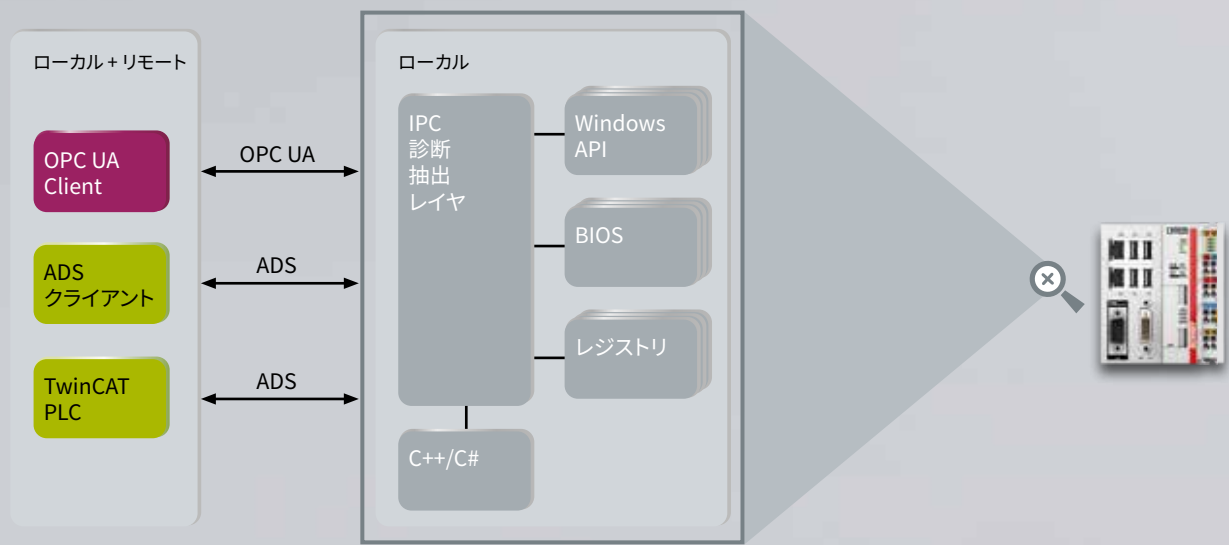 ローカル + リモート
OPC UA
Client
ADS
クライアント
TwinCAT
PLC
OPC UA
ADS
ADS
ローカル
IPC
診断
抽出
レイヤ
Windows
API
BIOS
レジストリ
C++/C#